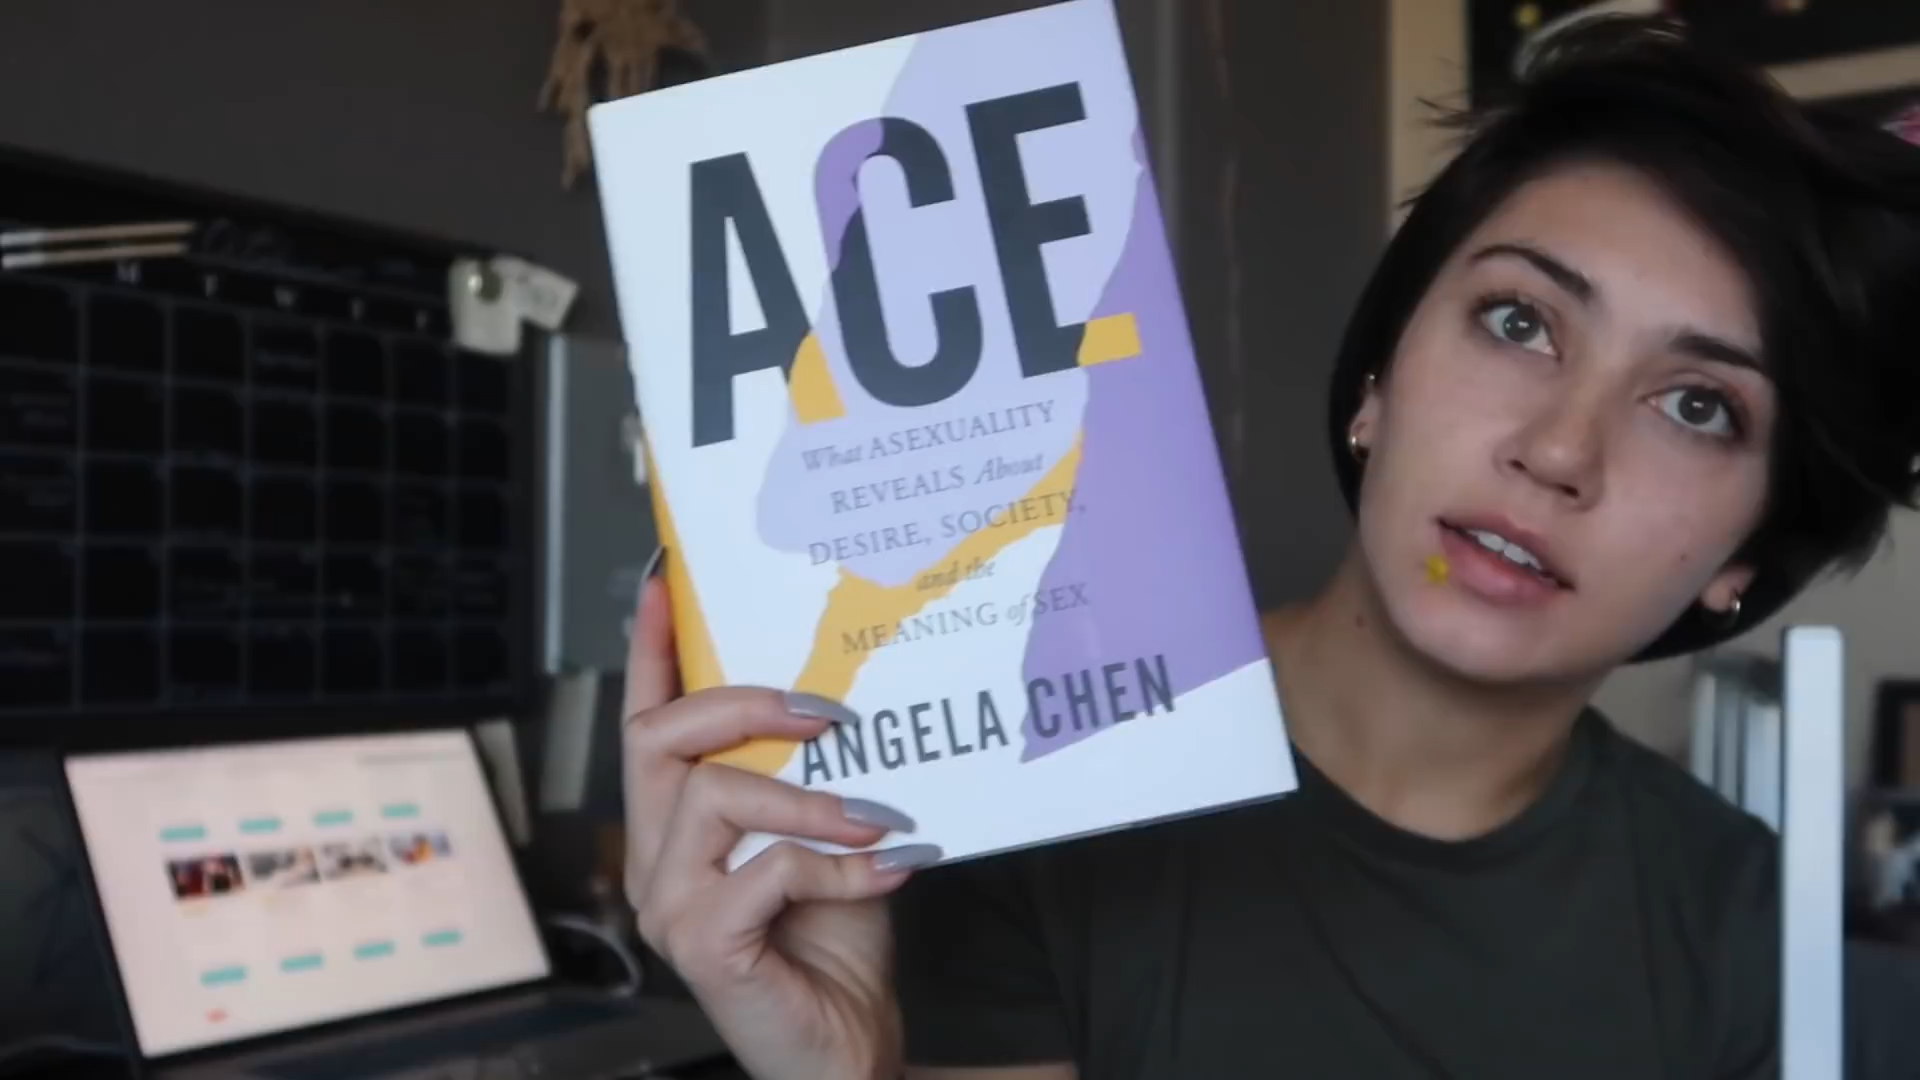 ACE
What ASEXUALITY
REVEALS About
DESIRE, SOCIETY,
and the
MEANING of SEX
ANGELA CHEN
M T W T F